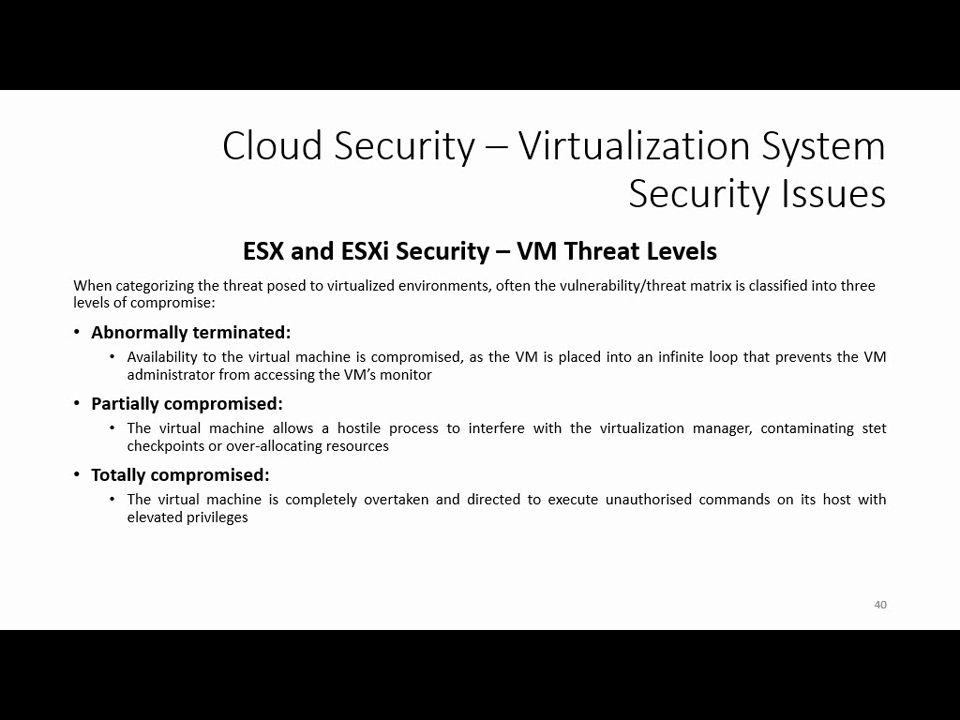 Cloud Security – Virtualization System
Security Issues
ESX and ESXi Security – VM Threat Levels
When categorizing the threat posed to virtualized environments, often the vulnerability/threat matrix is classified into three
levels of compromise:
• Abnormally terminated:
• Availability to the virtual machine is compromised, as the VM is placed into an infinite loop that prevents the VM
administrator from accessing the VM’s monitor
• Partially compromised:
• The virtual machine allows a hostile process to interfere with the virtualization manager, contaminating stet
checkpoints or over-allocating resources
• Totally compromised:
• The virtual machine is completely overtaken and directed to execute unauthorised commands on its host with
elevated privileges
40